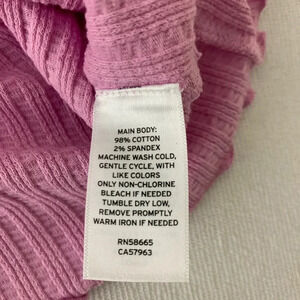 MAIN BODY:
98% COTTON
2% SPANDEX
MACHINE WASH COLD,
GENTLE CYCLE, WITH
LIKE COLORS
ONLY NON-CHLORINE
BLEACH IF NEEDED
TUMBLE DRY LOW,
REMOVE PROMPTLY
WARM IRON IF NEEDED
RN58665
CA57963